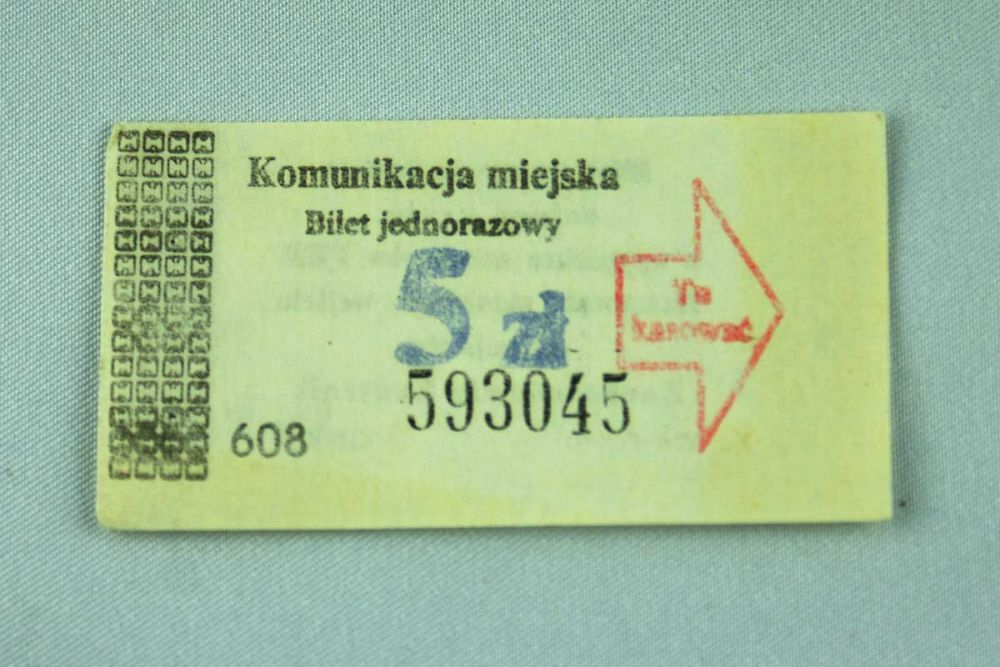 Komunikacja miejska
Bilet jednorazowy
5 zł
Tu
kasować
593045
608